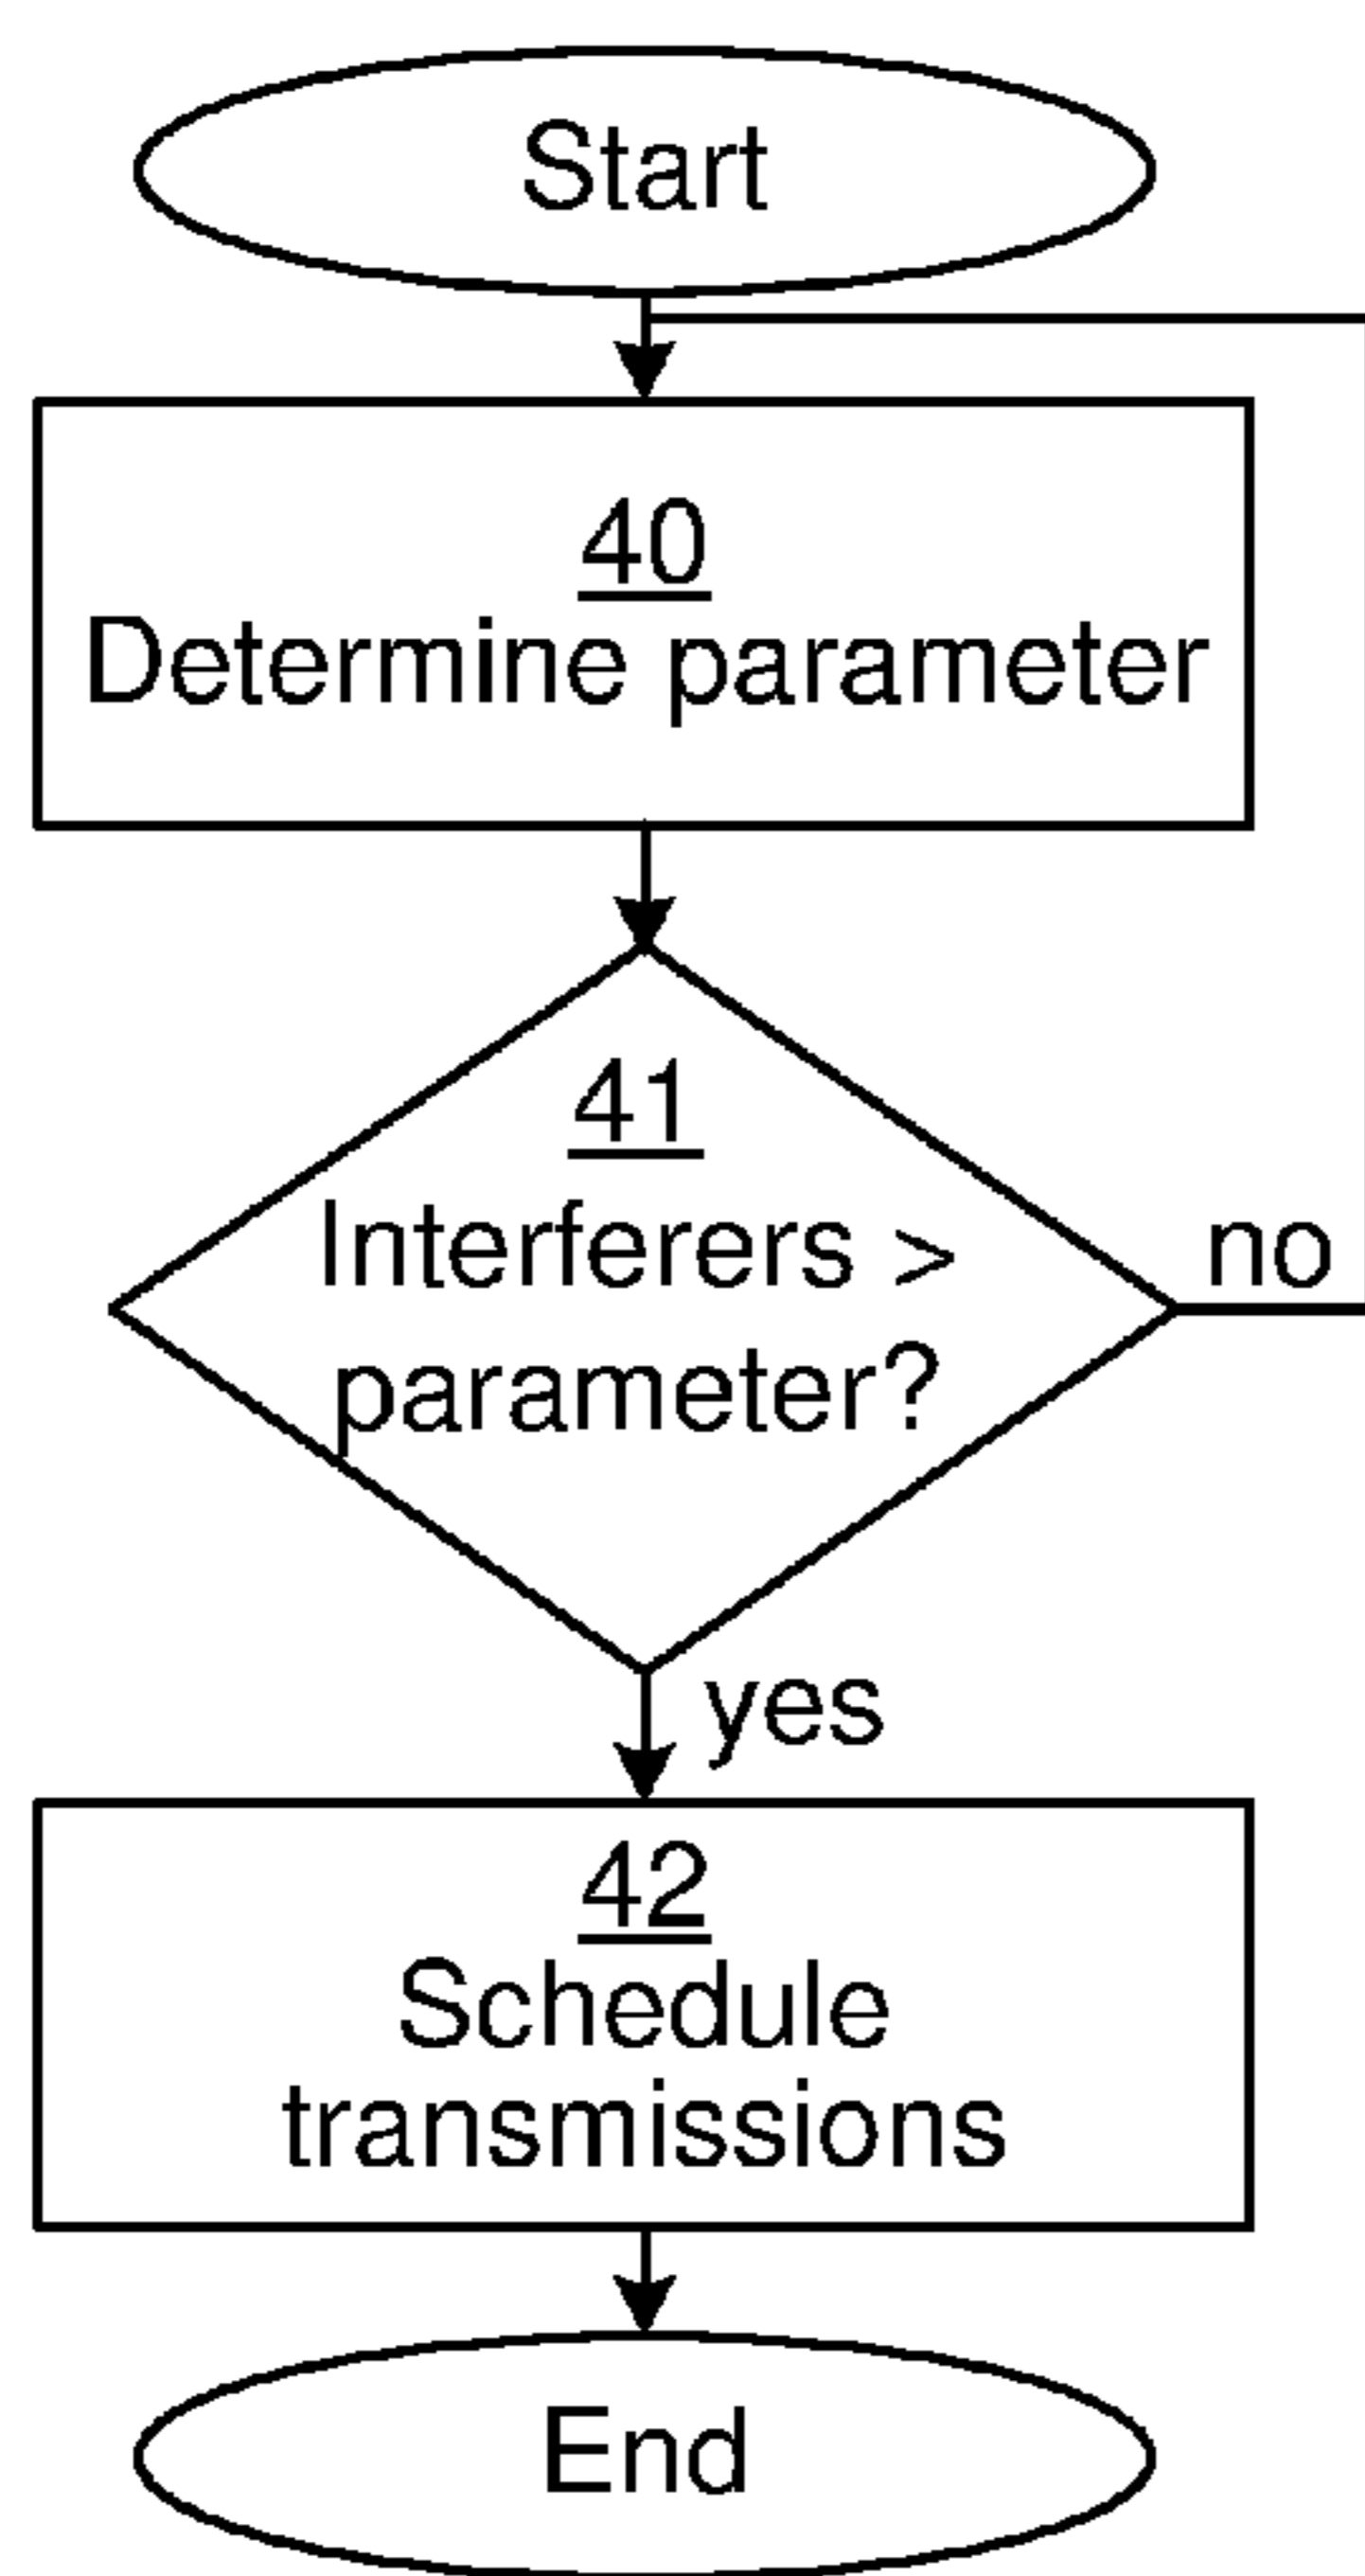 Start
40
Determine parameter
41
Interferers >
parameter?
no
yes
42
Schedule
transmissions
End